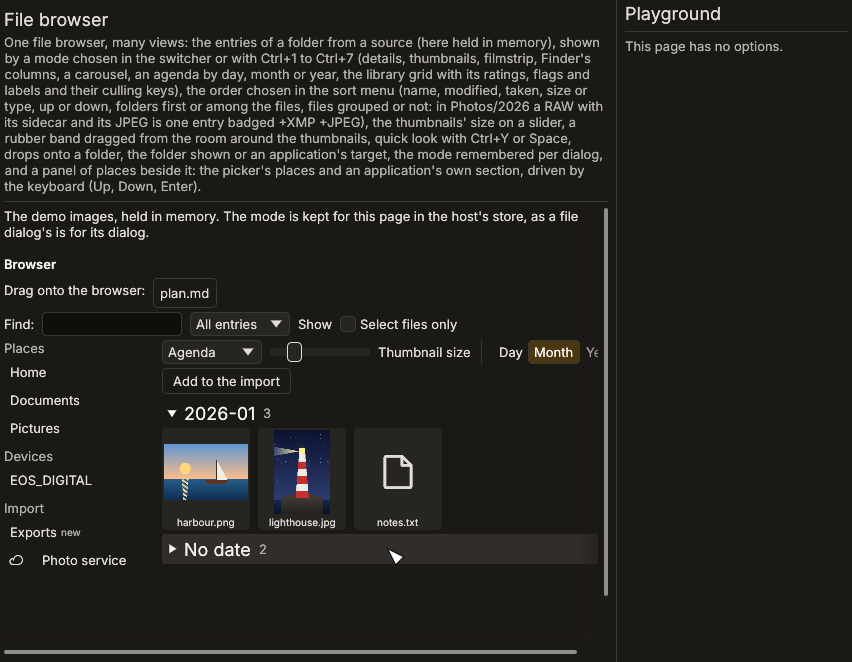 File browser
One file browser, many views: the entries of a folder from a source (here held in memory), shown
by a mode chosen in the switcher or with Ctrl+1 to Ctrl+7 (details, thumbnails, filmstrip, Finder's
columns, a carousel, an agenda by day, month or year, the library grid with its ratings, flags and
labels and their culling keys), the order chosen in the sort menu (name, modified, taken, size or
type, up or down, folders first or among the files, files grouped or not: in Photos/2026 a RAW with
its sidecar and its JPEG is one entry badged +XMP +JPEG), the thumbnails' size on a slider, a
rubber band dragged from the room around the thumbnails, quick look with Ctrl+Y or Space,
drops onto a folder, the folder shown or an application's target, the mode remembered per dialog,
and a panel of places beside it: the picker's places and an application's own section, driven by
the keyboard (Up, Down, Enter).
The demo images, held in memory. The mode is kept for this page in the host's store, as a file
dialog's is for its dialog.
Browser
Drag onto the browser: plan.md
Find: All entries Show Select files only
Places
Agenda Thumbnail size Day Month Ye
Home
Add to the import
Documents
2026-01 3
Pictures
Devices
EOS_DIGITAL
Import
harbour.png lighthouse.jpg notes.txt
Exports new
No date 2
Photo service
Playground
This page has no options.